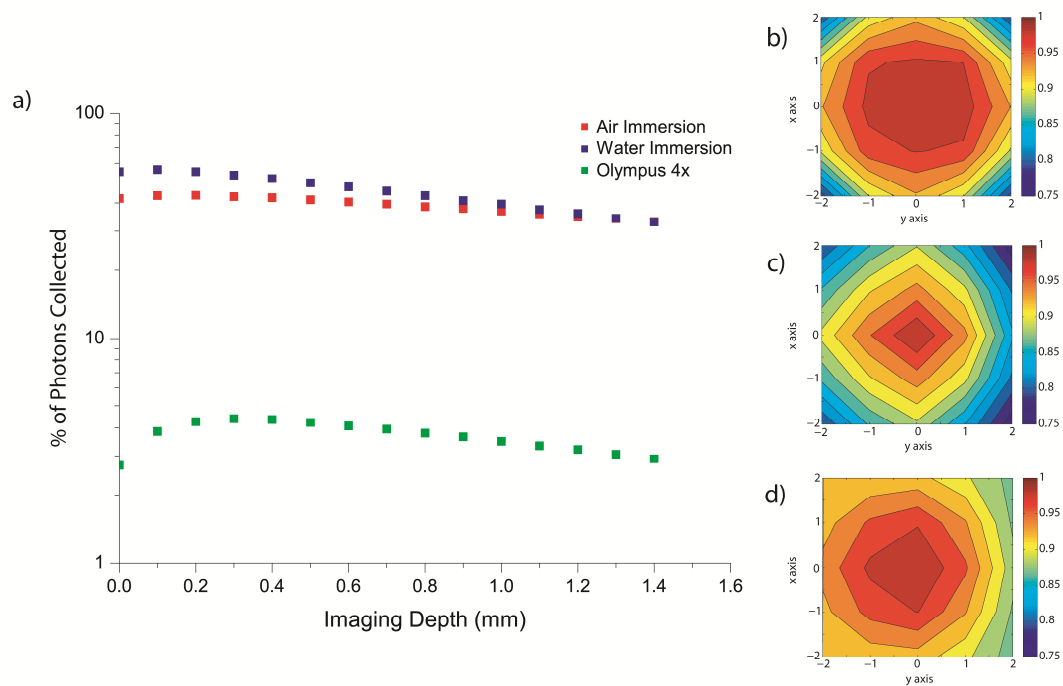 a)
% of Photons Collected
100
10
1
0.0 0.2 0.4 0.6 0.8 1.0 1.2 1.4 1.6
Imaging Depth (mm)
Air Immersion
Water Immersion
Olympus 4x
b)
x axis
2
1
0
−1
−2
−2 −1 0 1 2
y axis
1
0.95
0.9
0.85
0.8
0.75
c)
x axis
2
1
0
−1
−2
−2 −1 0 1 2
y axis
1
0.95
0.9
0.85
0.8
0.75
d)
x axis
2
1
0
−1
−2
−2 −1 0 1 2
y axis
1
0.95
0.9
0.85
0.8
0.75